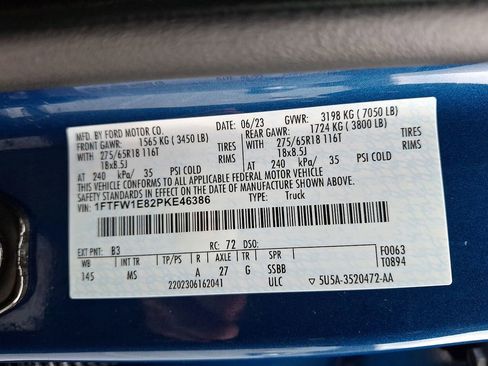 MFD. BY FORD MOTOR CO.
06/23 GVWR: 3198 KG ( 7050 LB)
FRONT GAWR: 1565 KG ( 3450 LB)
REAR GAWR: 1724 KG ( 3800 LB)
WITH 275/65R18 116T TIRES
18x8.5J RIMS
AT 240 kPa/ 35 PSI COLD
WITH 275/65R18 116T TIRES
18x8.5J RIMS
AT 240 kPa/ 35 PSI COLD
THIS VEHICLE CONFORMS TO ALL APPLICABLE FEDERAL MOTOR VEHICLE
SAFETY STANDARDS IN EFFECT ON THE DATE OF MANUFACTURE SHOWN ABOVE.
1FTFW1E82PKE46386 TYPE: Truck
EXT PNT: B3 RC: 72 DSO: F0063
WB INT TR TP/PS R AXLE TR SPR T0894
145 MS A 27 G SSBB
2202306162041 ULC 5U5A-3520472-AA